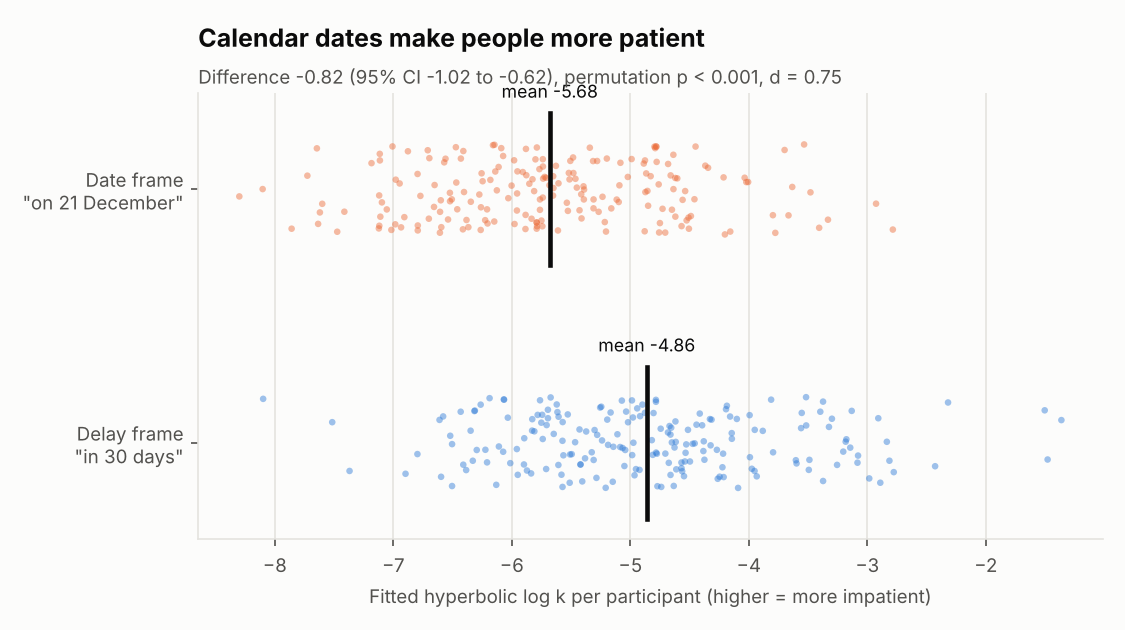 Calendar dates make people more patient
Difference -0.82 (95% CI -1.02 to -0.62), permutation p < 0.001, d = 0.75
mean -5.68
Date frame
"on 21 December"
mean -4.86
Delay frame
"in 30 days"
−8 −7 −6 −5 −4 −3 −2
Fitted hyperbolic log k per participant (higher = more impatient)